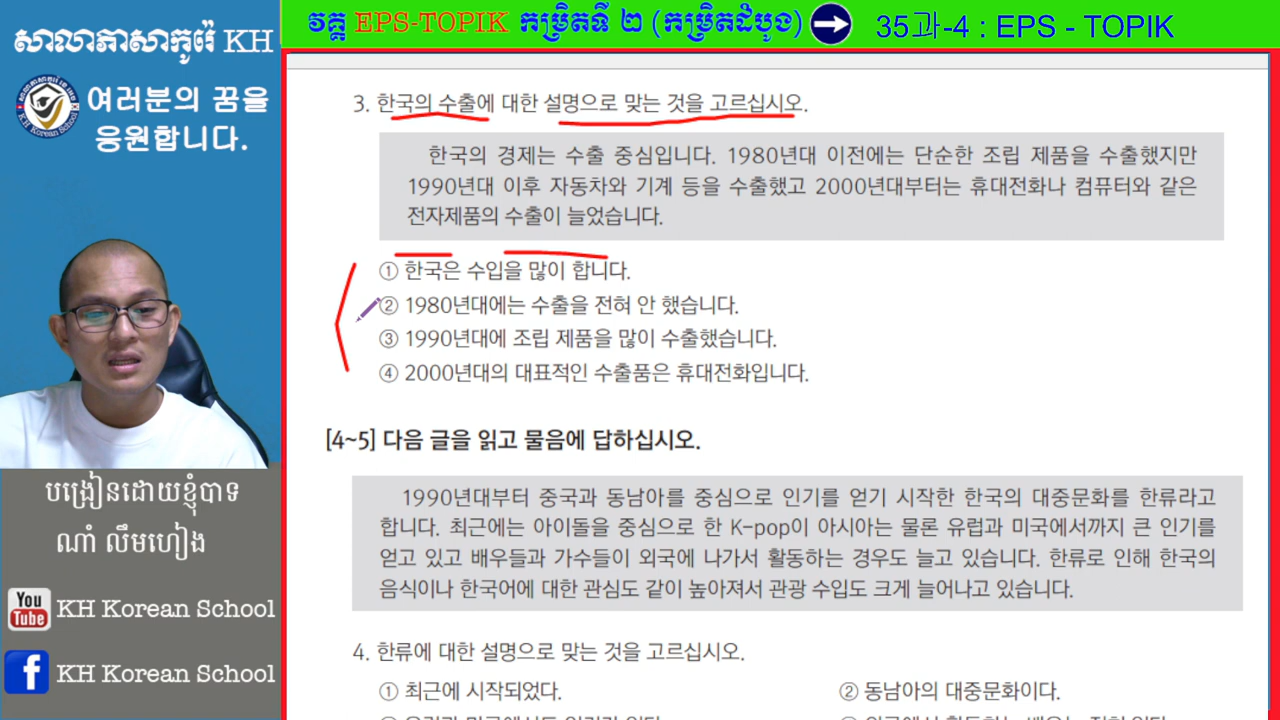 សាលាភាសាកូរ៉េ KH
여러분의 꿈을
응원합니다.
វគ្គ EPS-TOPIK កម្រិតទី ២ (កម្រិតដំបូង)
35과-4 : EPS - TOPIK
3. 한국의 수출에 대한 설명으로 맞는 것을 고르십시오.
한국의 경제는 수출 중심입니다. 1980년대 이전에는 단순한 조립 제품을 수출했지만
1990년대 이후 자동차와 기계 등을 수출했고 2000년대부터는 휴대전화나 컴퓨터와 같은
전자제품의 수출이 늘었습니다.
① 한국은 수입을 많이 합니다.
② 1980년대에는 수출을 전혀 안 했습니다.
③ 1990년대에 조립 제품을 많이 수출했습니다.
④ 2000년대의 대표적인 수출품은 휴대전화입니다.
[4~5] 다음 글을 읽고 물음에 답하십시오.
1990년대부터 중국과 동남아를 중심으로 인기를 얻기 시작한 한국의 대중문화를 한류라고
합니다. 최근에는 아이돌을 중심으로 한 K-pop이 아시아는 물론 유럽과 미국에서까지 큰 인기를
얻고 있고 배우들과 가수들이 외국에 나가서 활동하는 경우도 늘고 있습니다. 한류로 인해 한국의
음식이나 한국어에 대한 관심도 같이 높아져서 관광 수입도 크게 늘어나고 있습니다.
4. 한류에 대한 설명으로 맞는 것을 고르십시오.
① 최근에 시작되었다.
② 동남아의 대중문화이다.
បង្រៀនដោយខ្ញុំបាទ
ណាំ លឹមហៀង
You
Tube
KH Korean School
f KH Korean School